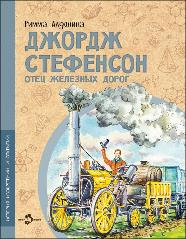 Римма Алдонина
ДЖОРДЖ
СТЕФЕНСОН
ОТЕЦ ЖЕЛЕЗНЫХ ДОРОГ